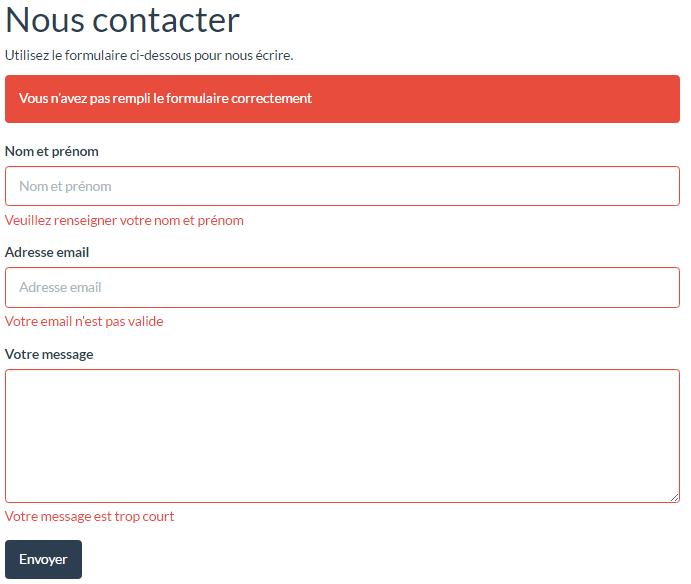 Nous contacter
Utilisez le formulaire ci-dessous pour nous écrire.
Vous n'avez pas rempli le formulaire correctement
Nom et prénom
Nom et prénom
Veuillez renseigner votre nom et prénom
Adresse email
Adresse email
Votre email n'est pas valide
Votre message
Votre message est trop court
Envoyer